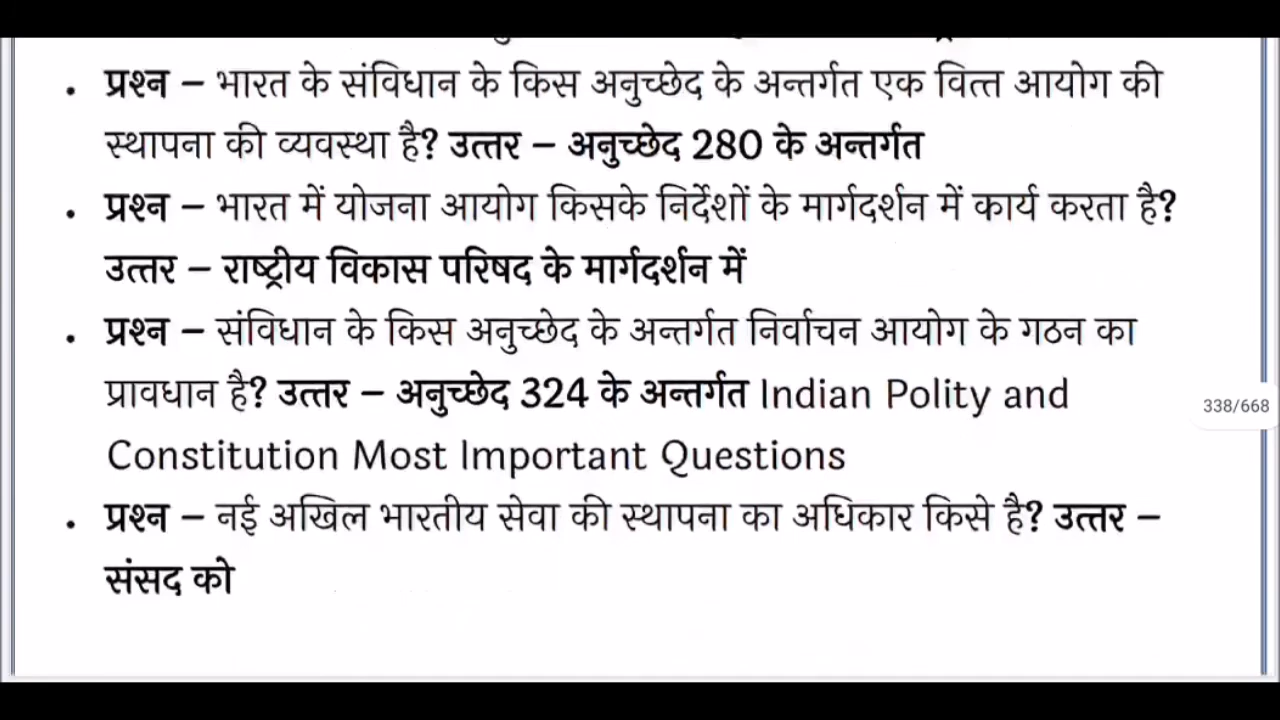 . प्रश्न – भारत के संविधान के किस अनुच्छेद के अन्तर्गत एक वित्त आयोग की
स्थापना की व्यवस्था है? उत्तर – अनुच्छेद 280 के अन्तर्गत
. प्रश्न – भारत में योजना आयोग किसके निर्देशों के मार्गदर्शन में कार्य करता है?
उत्तर – राष्ट्रीय विकास परिषद के मार्गदर्शन में
. प्रश्न – संविधान के किस अनुच्छेद के अन्तर्गत निर्वाचन आयोग के गठन का
प्रावधान है? उत्तर – अनुच्छेद 324 के अन्तर्गत Indian Polity and
338/668
Constitution Most Important Questions
. प्रश्न – नई अखिल भारतीय सेवा की स्थापना का अधिकार किसे है? उत्तर –
संसद को